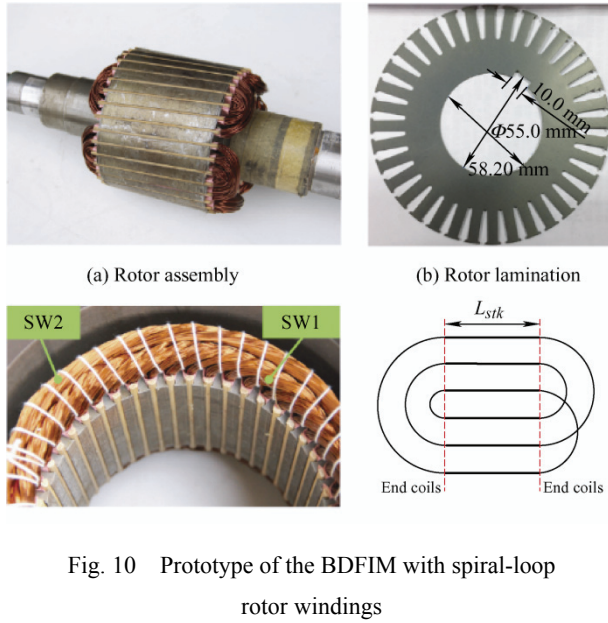 10.0 mm
Φ55.0 mm
58.20 mm
(a) Rotor assembly
(b) Rotor lamination
SW2
SW1
L_stk
End coils
End coils
Fig. 10 Prototype of the BDFIM with spiral-loop
rotor windings